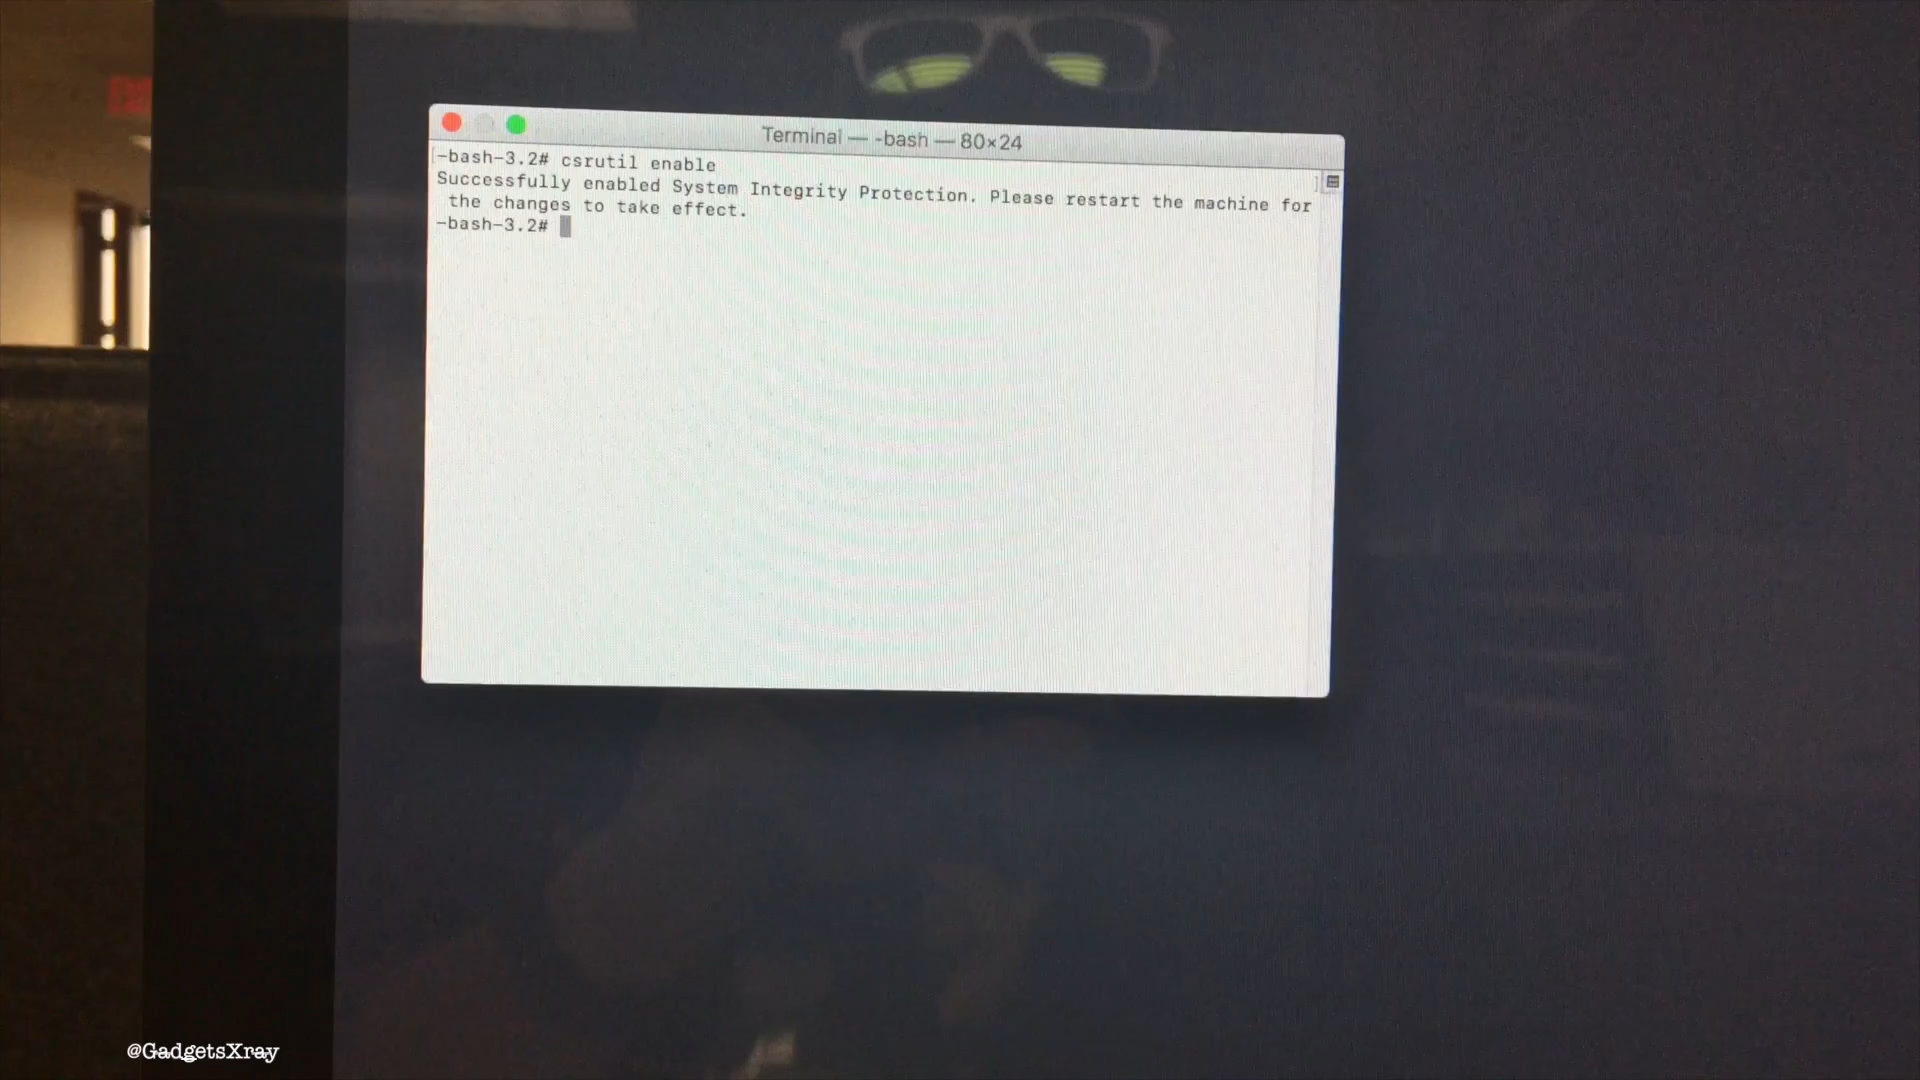 Terminal — -bash — 80×24
-bash-3.2# csrutil enable
Successfully enabled System Integrity Protection. Please restart the machine for
the changes to take effect.
-bash-3.2#
@GadgetsXray